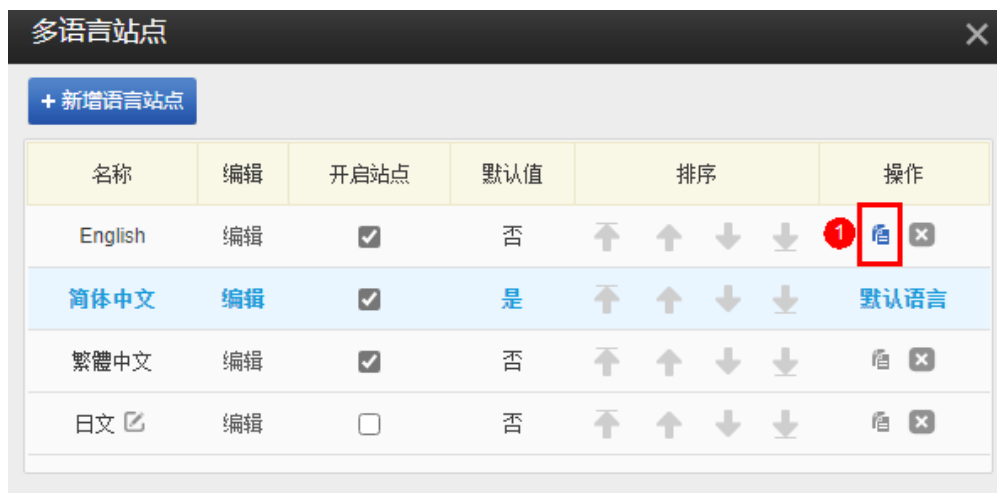 多语言站点
+ 新增语言站点
名称 编辑 开启站点 默认值 排序 操作
English 编辑 否 1
简体中文 编辑 是 默认语言
繁體中文 编辑 否
日文 编辑 否